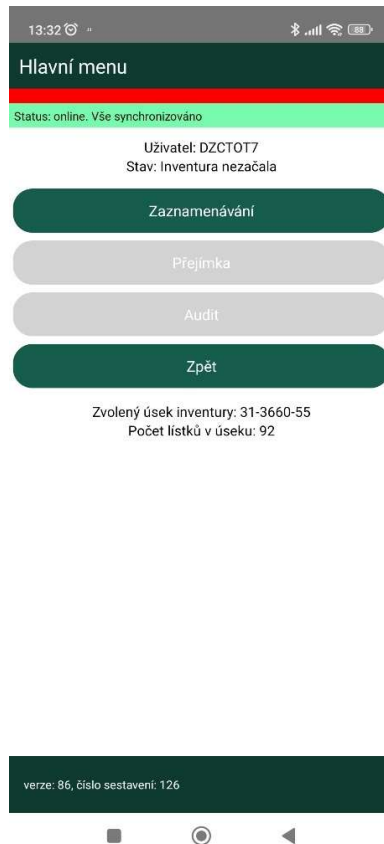 13:32
88
Hlavní menu
Status: online. Vše synchronizováno
Uživatel: DZCTOT7
Stav: Inventura nezačala
Zaznamenávání
Přejímka
Audit
Zpět
Zvolený úsek inventury: 31-3660-55
Počet lístků v úseku: 92
verze: 86, číslo sestavení: 126